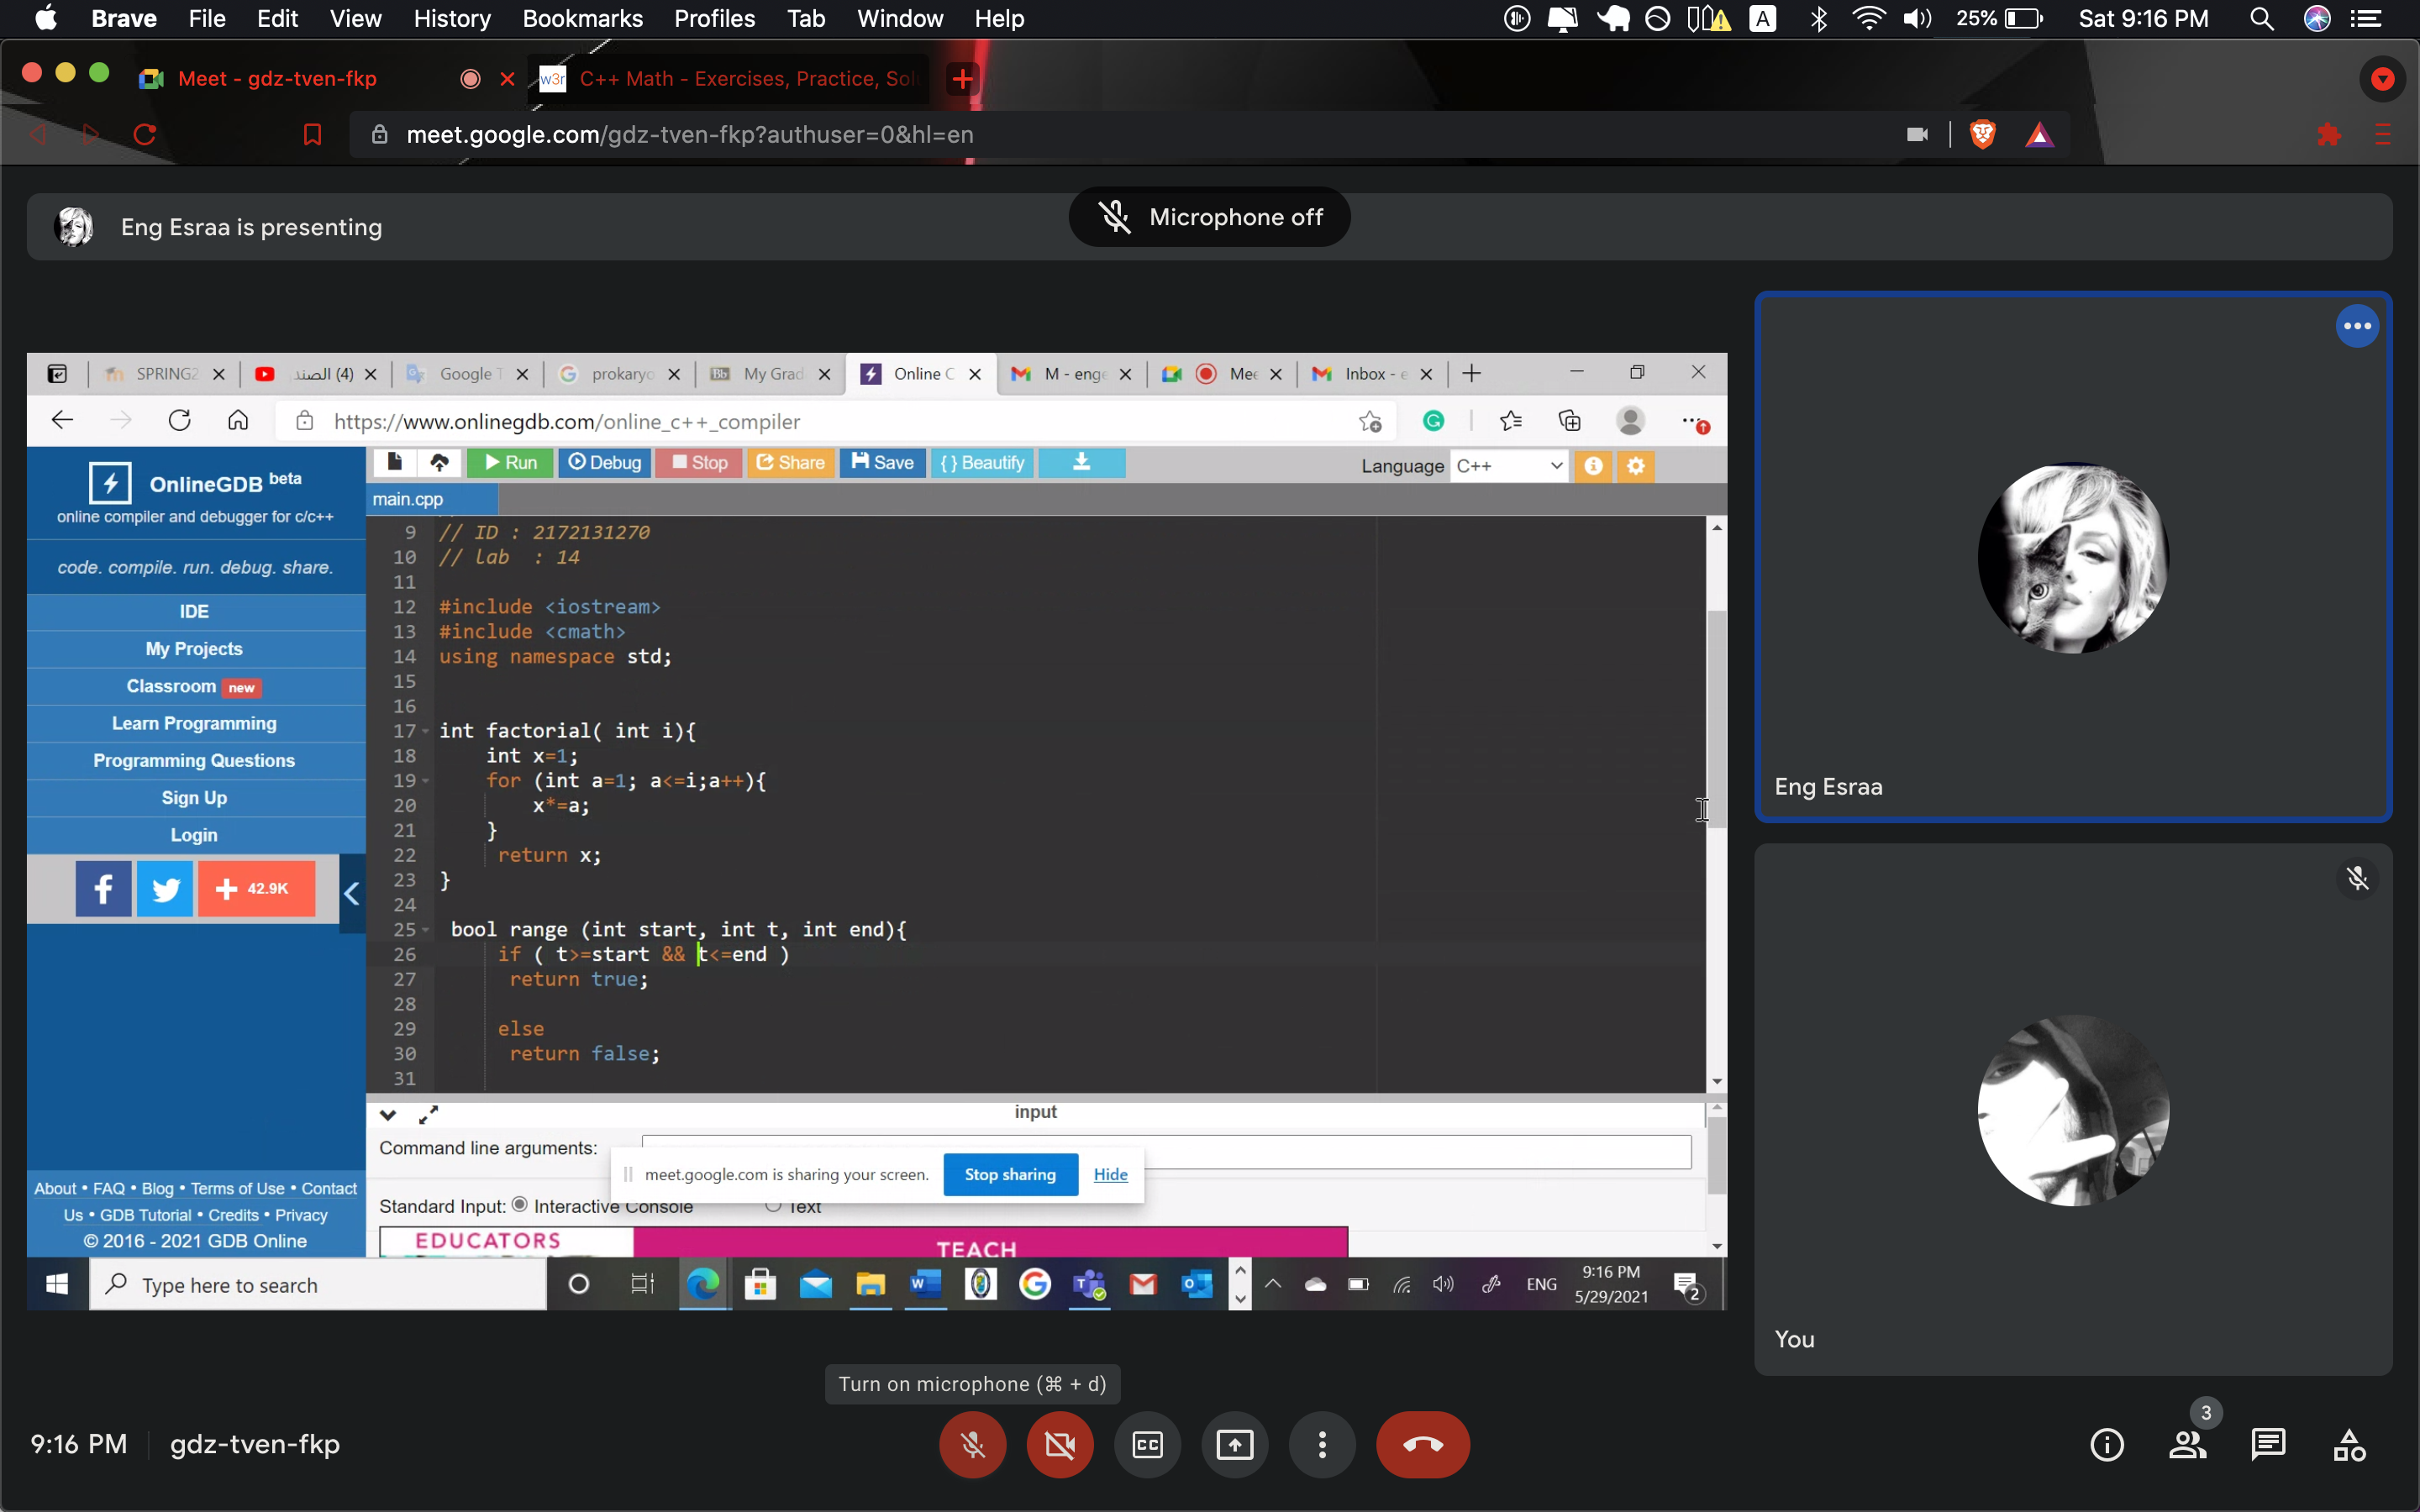 Brave File Edit View History Bookmarks Profiles Tab Window Help A 25% Sat 9:16 PM
Meet - gdz-tven-fkp w3r C++ Math - Exercises, Practice, Sol
meet.google.com/gdz-tven-fkp?authuser=0&hl=en
Eng Esraa is presenting
Microphone off
SPRING2 (4) الصند Google T prokaryo Bb My Grad Online C M - enge Mee Inbox - e
https://www.onlinegdb.com/online_c++_compiler
OnlineGDB beta
online compiler and debugger for c/c++
code. compile. run. debug. share.
IDE
My Projects
Classroom new
Learn Programming
Programming Questions
Sign Up
Login
42.9K
About • FAQ • Blog • Terms of Use • Contact
Us • GDB Tutorial • Credits • Privacy
© 2016 - 2021 GDB Online
Run Debug Stop Share Save {} Beautify Language C++
main.cpp
9 // ID : 2172131270
10 // lab : 14
11
12 #include <iostream>
13 #include <cmath>
14 using namespace std;
15
16
17 int factorial( int i){
18 int x=1;
19 for (int a=1; a<=i;a++){
20 x*=a;
21 }
22 return x;
23 }
24
25 bool range (int start, int t, int end){
26 if ( t>=start && t<=end )
27 return true;
28
29 else
30 return false;
31
input
Command line arguments:
meet.google.com is sharing your screen. Stop sharing Hide
Standard Input: Interactive Console Text
EDUCATORS TEACH
Type here to search
ENG 9:16 PM
5/29/2021
2
Eng Esraa
You
Turn on microphone (⌘ + d)
9:16 PM gdz-tven-fkp
3